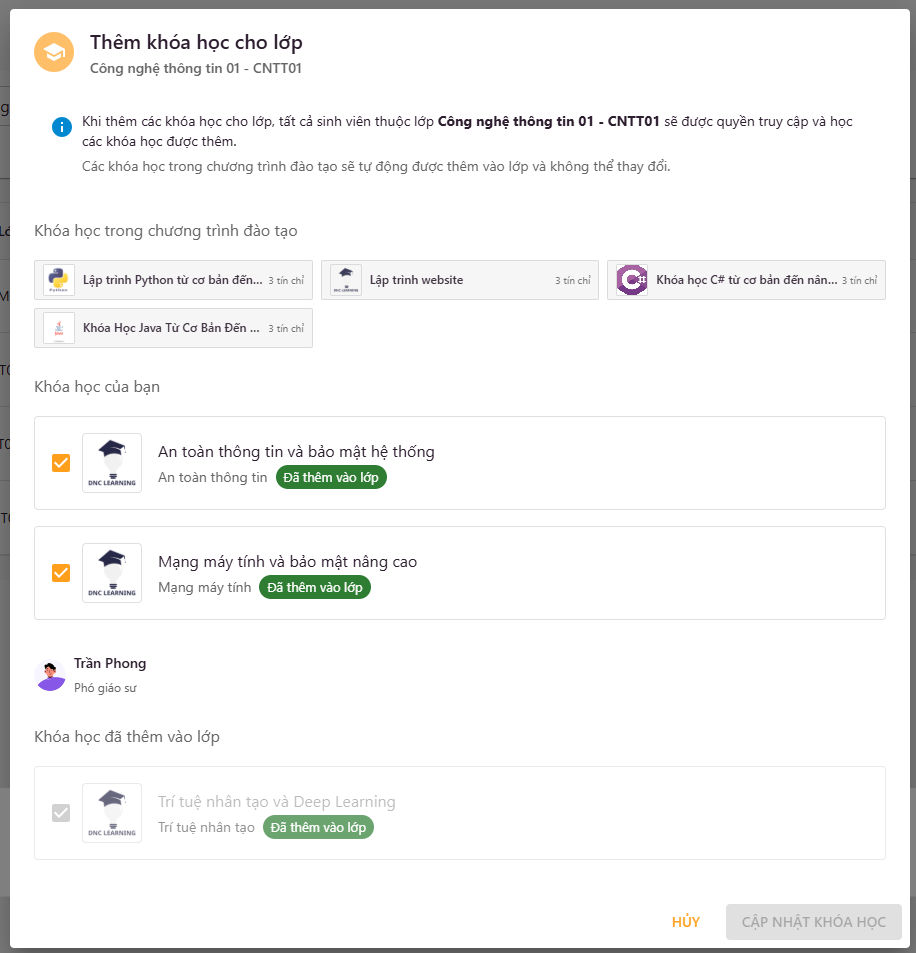 Thêm khóa học cho lớp
Công nghệ thông tin 01 - CNTT01
Khi thêm các khóa học cho lớp, tất cả sinh viên thuộc lớp Công nghệ thông tin 01 - CNTT01 sẽ được quyền truy cập và học
các khóa học được thêm.
Các khóa học trong chương trình đào tạo sẽ tự động được thêm vào lớp và không thể thay đổi.
Khóa học trong chương trình đào tạo
Lập trình Python từ cơ bản đến... 3 tín chỉ
Lập trình website 3 tín chỉ
Khóa học C# từ cơ bản đến nân... 3 tín chỉ
Khóa Học Java Từ Cơ Bản Đến ... 3 tín chỉ
Khóa học của bạn
An toàn thông tin và bảo mật hệ thống
An toàn thông tin Đã thêm vào lớp
DNC LEARNING
Mạng máy tính và bảo mật nâng cao
Mạng máy tính Đã thêm vào lớp
DNC LEARNING
Trần Phong
Phó giáo sư
Khóa học đã thêm vào lớp
Trí tuệ nhân tạo và Deep Learning
Trí tuệ nhân tạo Đã thêm vào lớp
DNC LEARNING
HỦY
CẬP NHẬT KHÓA HỌC